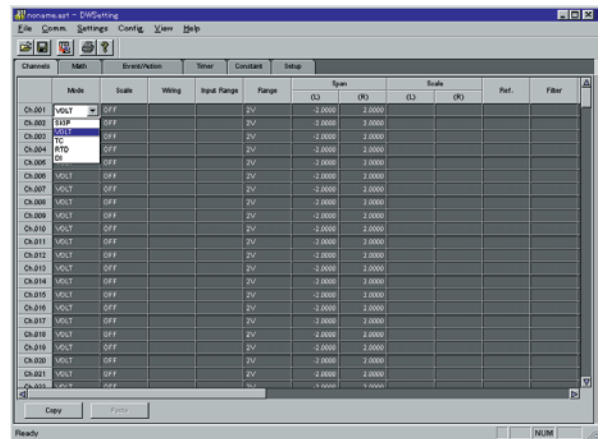 noname.ast - DWSetting
File Comm. Settings Config. View Help
Channels Math Event/Action Timer Constant Setup
Mode Scale Wiring Input Range Range Span Scale Ref. Filter
(L) (R) (L) (R)
Ch.001 VOLT OFF 2V -2.0000 2.0000
Ch.002 SKIP OFF 2V -2.0000 2.0000
Ch.003 VOLT OFF 2V -2.0000 2.0000
TC
Ch.004 RTD OFF 2V -2.0000 2.0000
Ch.005 DI OFF 2V -2.0000 2.0000
Ch.006 VOLT OFF 2V -2.0000 2.0000
Ch.007 VOLT OFF 2V -2.0000 2.0000
Ch.008 VOLT OFF 2V -2.0000 2.0000
Ch.009 VOLT OFF 2V -2.0000 2.0000
Ch.010 VOLT OFF 2V -2.0000 2.0000
Ch.011 VOLT OFF 2V -2.0000 2.0000
Ch.012 VOLT OFF 2V -2.0000 2.0000
Ch.013 VOLT OFF 2V -2.0000 2.0000
Ch.014 VOLT OFF 2V -2.0000 2.0000
Ch.015 VOLT OFF 2V -2.0000 2.0000
Ch.016 VOLT OFF 2V -2.0000 2.0000
Ch.017 VOLT OFF 2V -2.0000 2.0000
Ch.018 VOLT OFF 2V -2.0000 2.0000
Ch.019 VOLT OFF 2V -2.0000 2.0000
Ch.020 VOLT OFF 2V -2.0000 2.0000
Ch.021 VOLT OFF 2V -2.0000 2.0000
Copy Paste
Ready NUM